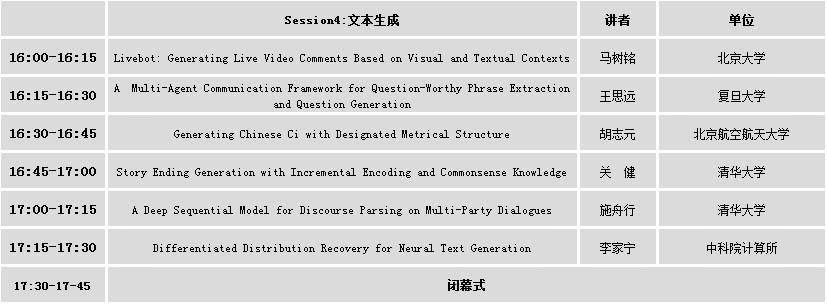 Session4:文本生成 讲者 单位
16:00-16:15 Livebot: Generating Live Video Comments Based on Visual and Textual Contexts 马树铭 北京大学
16:15-16:30 A Multi-Agent Communication Framework for Question-Worthy Phrase Extraction and Question Generation 王思远 复旦大学
16:30-16:45 Generating Chinese Ci with Designated Metrical Structure 胡志元 北京航空航天大学
16:45-17:00 Story Ending Generation with Incremental Encoding and Commonsense Knowledge 关 健 清华大学
17:00-17:15 A Deep Sequential Model for Discourse Parsing on Multi-Party Dialogues 施舟行 清华大学
17:15-17:30 Differentiated Distribution Recovery for Neural Text Generation 李家宁 中科院计算所
17:30-17-45 闭幕式